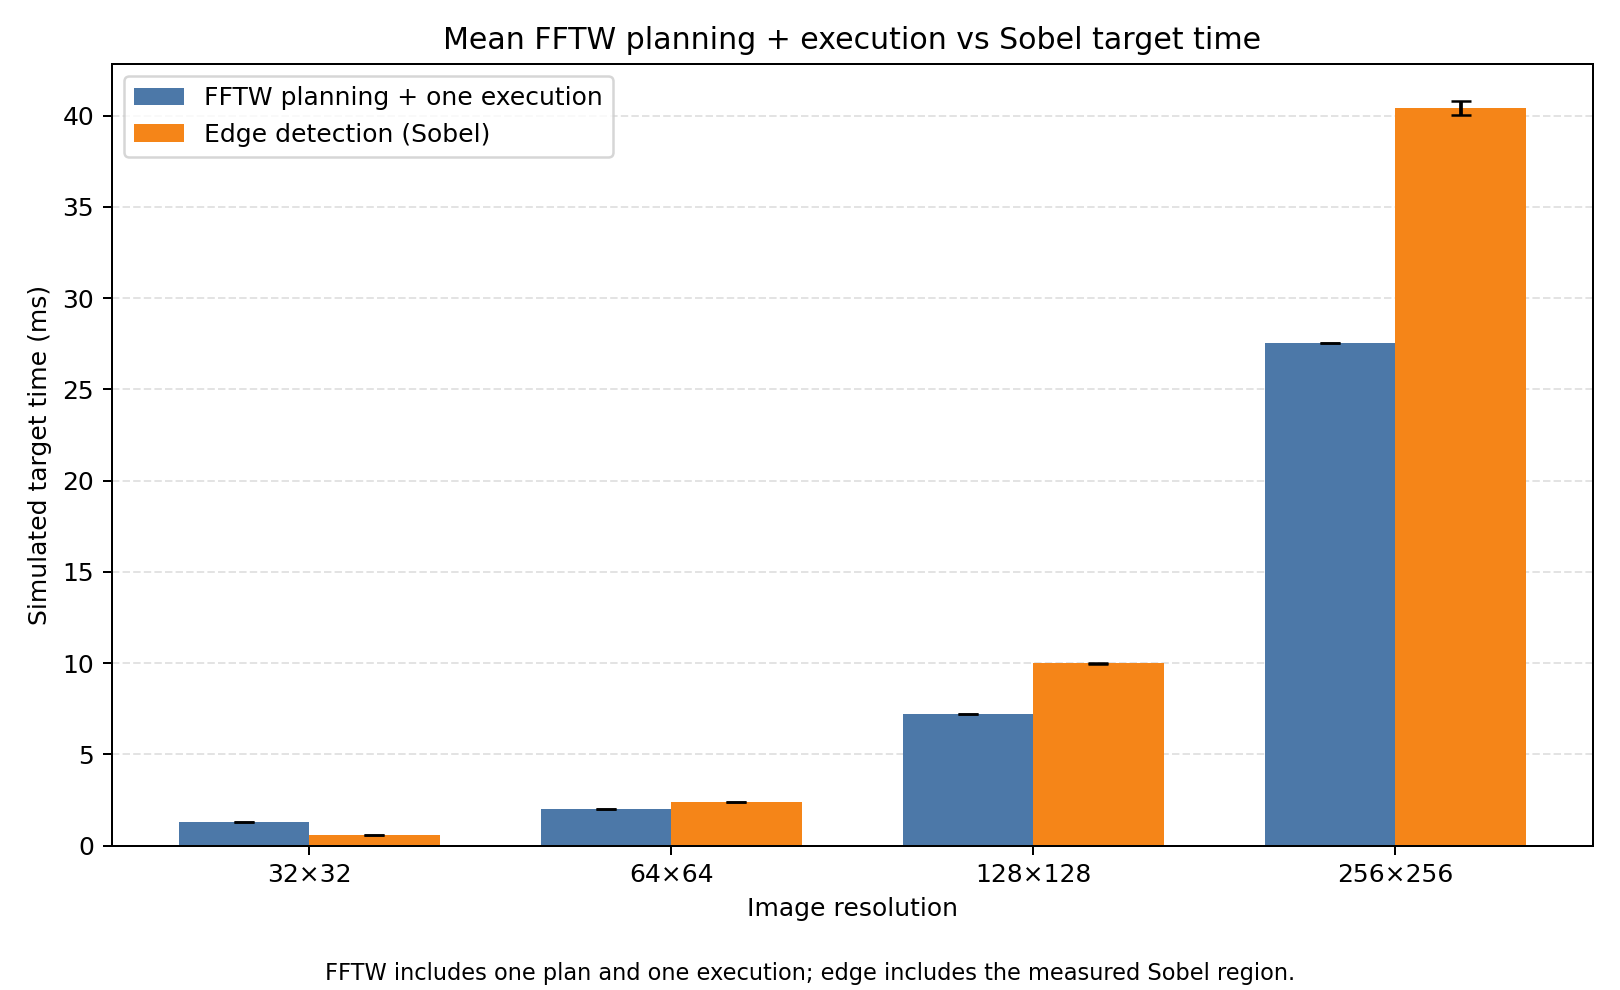 Mean FFTW planning + execution vs Sobel target time
FFTW planning + one execution
Edge detection (Sobel)
Simulated target time (ms)
40
35
30
25
20
15
10
5
0
32×32 64×64 128×128 256×256
Image resolution
FFTW includes one plan and one execution; edge includes the measured Sobel region.